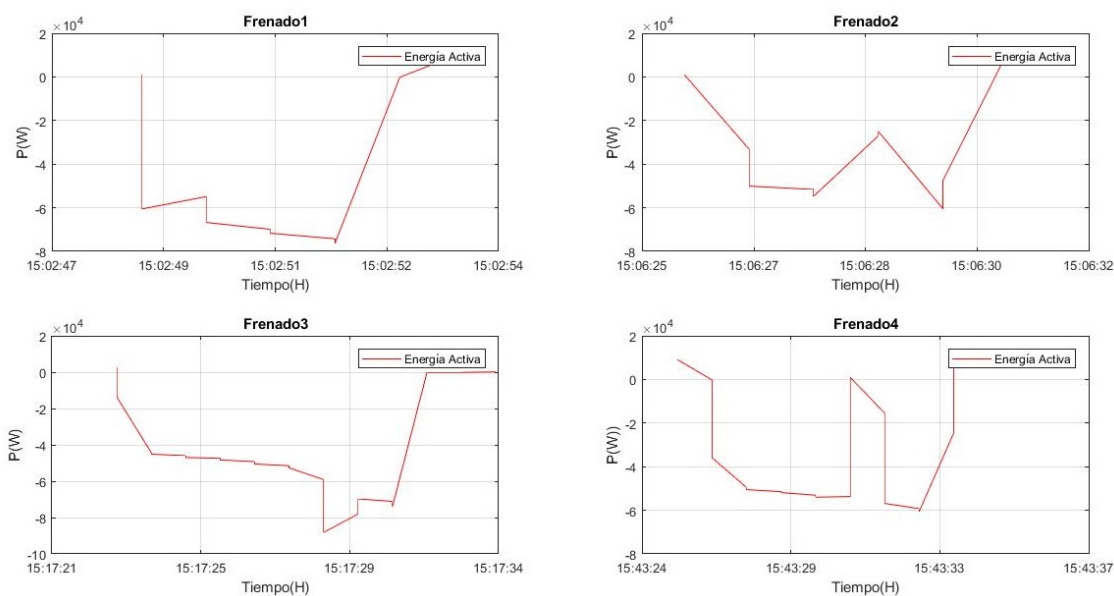 Frenado1
×10⁴
Energía Activa
2
0
-2
-4
-6
-8
P(W)
15:02:47 15:02:49 15:02:51 15:02:52 15:02:54
Tiempo(H)
Frenado2
×10⁴
Energía Activa
2
0
-2
-4
-6
-8
P(W)
15:06:25 15:06:27 15:06:28 15:06:30 15:06:32
Tiempo(H)
Frenado3
×10⁴
Energía Activa
2
0
-2
-4
-6
-8
-10
P(W)
15:17:21 15:17:25 15:17:29 15:17:34
Tiempo(H)
Frenado4
×10⁴
Energía Activa
2
0
-2
-4
-6
-8
P(W))
15:43:24 15:43:29 15:43:33 15:43:37
Tiempo(H)